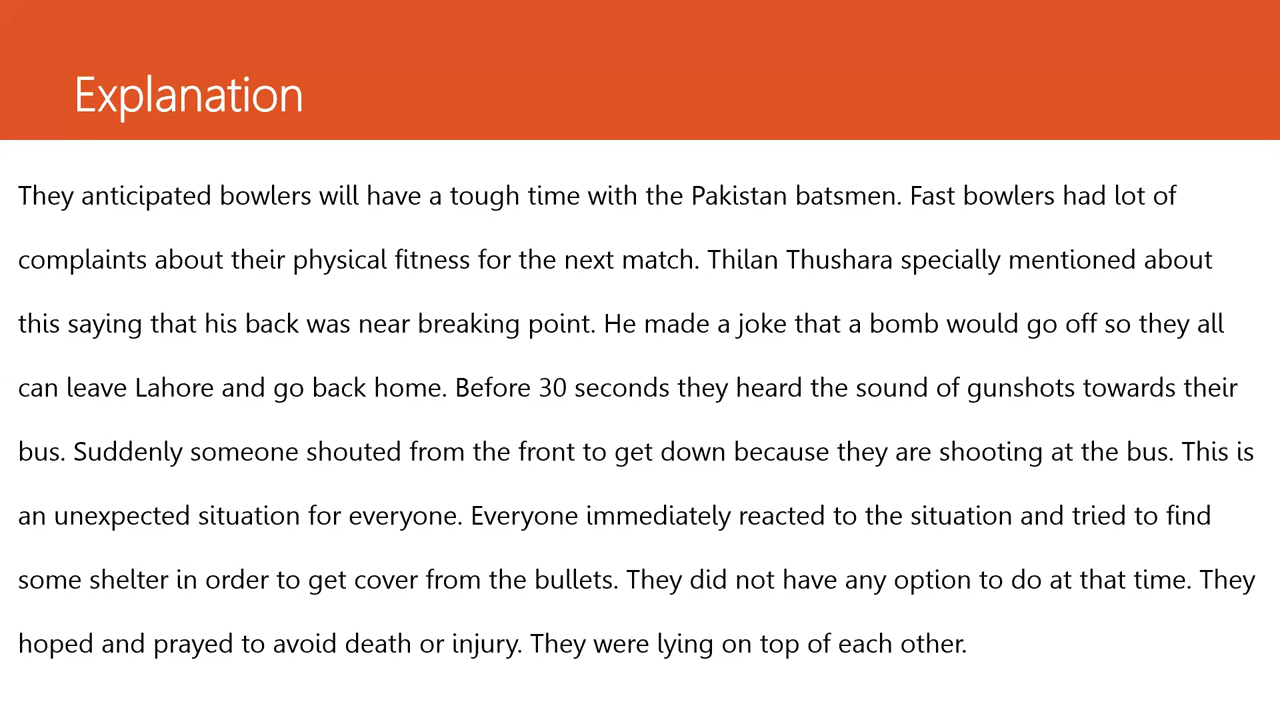 Explanation
They anticipated bowlers will have a tough time with the Pakistan batsmen. Fast bowlers had lot of
complaints about their physical fitness for the next match. Thilan Thushara specially mentioned about
this saying that his back was near breaking point. He made a joke that a bomb would go off so they all
can leave Lahore and go back home. Before 30 seconds they heard the sound of gunshots towards their
bus. Suddenly someone shouted from the front to get down because they are shooting at the bus. This is
an unexpected situation for everyone. Everyone immediately reacted to the situation and tried to find
some shelter in order to get cover from the bullets. They did not have any option to do at that time. They
hoped and prayed to avoid death or injury. They were lying on top of each other.